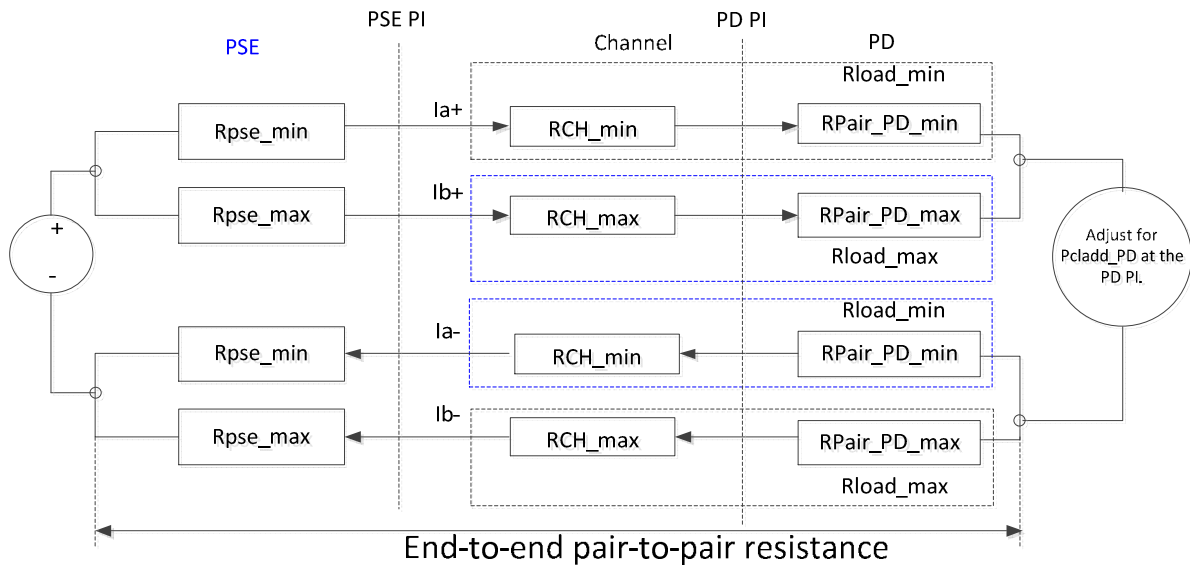 PSE PI
PD PI
PSE
Channel
PD
Rload_min
Ia+
Rpse_min
RCH_min
RPair_PD_min
Ib+
Rpse_max
RCH_max
RPair_PD_max
Rload_max
+
-
Adjust for
Pcladd_PD at the
PD PI.
Rload_min
Ia-
Rpse_min
RCH_min
RPair_PD_min
Ib-
Rpse_max
RCH_max
RPair_PD_max
Rload_max
End-to-end pair-to-pair resistance